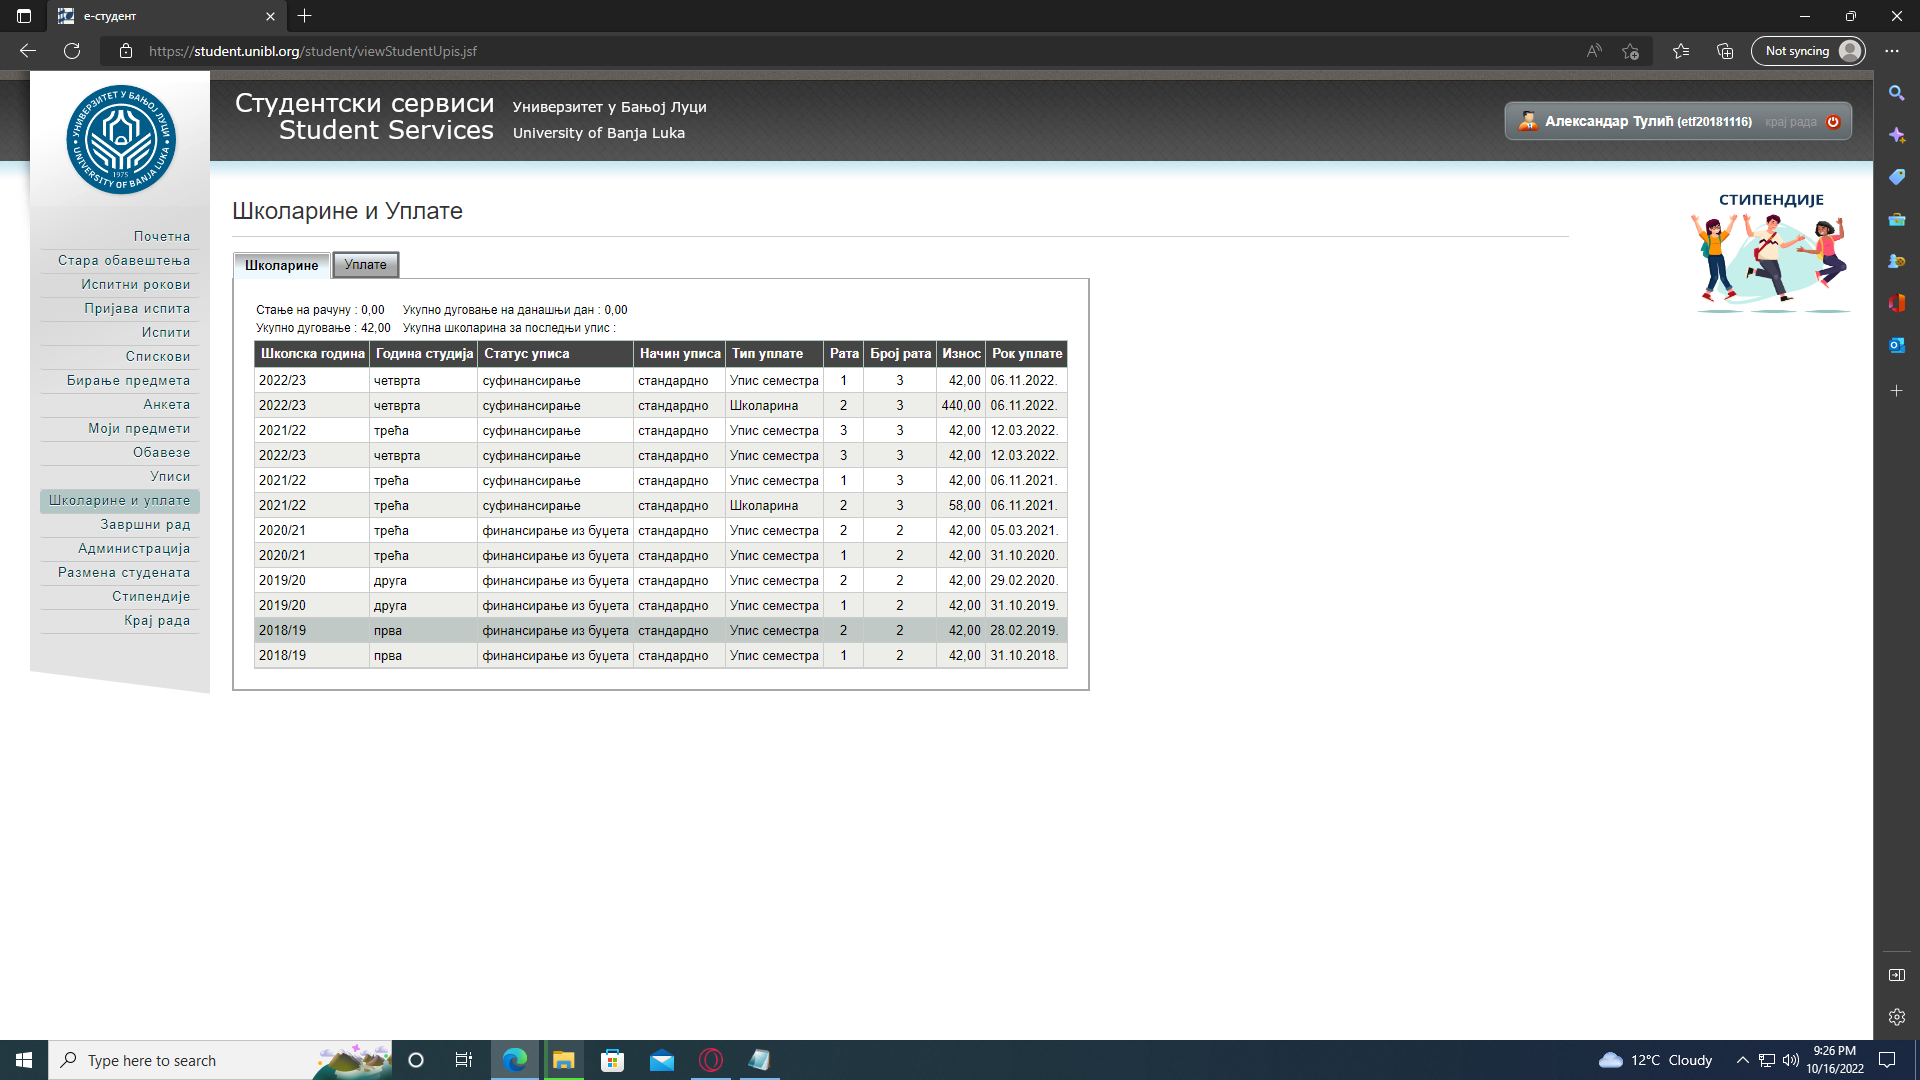 е-студент
https://student.unibl.org/student/viewStudentUpis.jsf
Not syncing
УНИВЕРЗИТЕТ У БАЊОЈ ЛУЦИ
1975
UNIVERSITY OF BANJA LUKA
Студентски сервиси
Student Services
Универзитет у Бањој Луци
University of Banja Luka
Александар Тулић (etf20181116) крај рада
Почетна
Стара обавештења
Испитни рокови
Пријава испита
Испити
Спискови
Бирање предмета
Анкета
Моји предмети
Обавезе
Уписи
Школарине и уплате
Завршни рад
Администрација
Размена студената
Стипендије
Крај рада
Школарине и Уплате
СТИПЕНДИЈЕ
Школарине Уплате
Стање на рачуну : 0,00 Укупно дуговање на данашњи дан : 0,00
Укупно дуговање : 42,00 Укупна школарина за последњи упис :
Школска година Година студија Статус уписа Начин уписа Тип уплате Рата Број рата Износ Рок уплате
2022/23 четврта суфинансирање стандардно Упис семестра 1 3 42,00 06.11.2022.
2022/23 четврта суфинансирање стандардно Школарина 2 3 440,00 06.11.2022.
2021/22 трећа суфинансирање стандардно Упис семестра 3 3 42,00 12.03.2022.
2022/23 четврта суфинансирање стандардно Упис семестра 3 3 42,00 12.03.2022.
2021/22 трећа суфинансирање стандардно Упис семестра 1 3 42,00 06.11.2021.
2021/22 трећа суфинансирање стандардно Школарина 2 3 58,00 06.11.2021.
2020/21 трећа финансирање из буџета стандардно Упис семестра 2 2 42,00 05.03.2021.
2020/21 трећа финансирање из буџета стандардно Упис семестра 1 2 42,00 31.10.2020.
2019/20 друга финансирање из буџета стандардно Упис семестра 2 2 42,00 29.02.2020.
2019/20 друга финансирање из буџета стандардно Упис семестра 1 2 42,00 31.10.2019.
2018/19 прва финансирање из буџета стандардно Упис семестра 2 2 42,00 28.02.2019.
2018/19 прва финансирање из буџета стандардно Упис семестра 1 2 42,00 31.10.2018.
Type here to search
12°C Cloudy
9:26 PM
10/16/2022